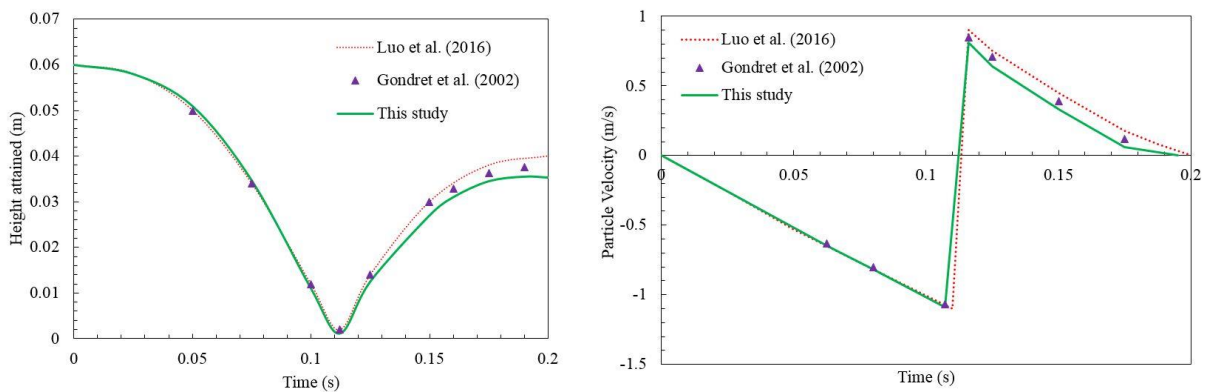 0.07
0.06
0.05
0.04
0.03
0.02
0.01
0
Height attained (m)
Luo et al. (2016)
Gondret et al. (2002)
This study
0
0.05
0.1
0.15
0.2
Time (s)
1
0.5
0
-0.5
-1
-1.5
Particle Velocity (m/s)
Luo et al. (2016)
Gondret et al. (2002)
This study
0
0.05
0.1
0.15
0.2
Time (s)